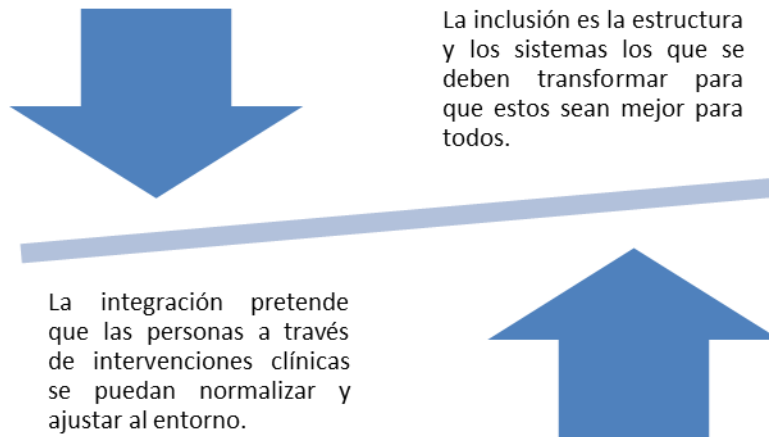 La inclusión es la estructura
y los sistemas los que se
deben transformar para
que estos sean mejor para
todos.
La integración pretende
que las personas a través
de intervenciones clínicas
se puedan normalizar y
ajustar al entorno.